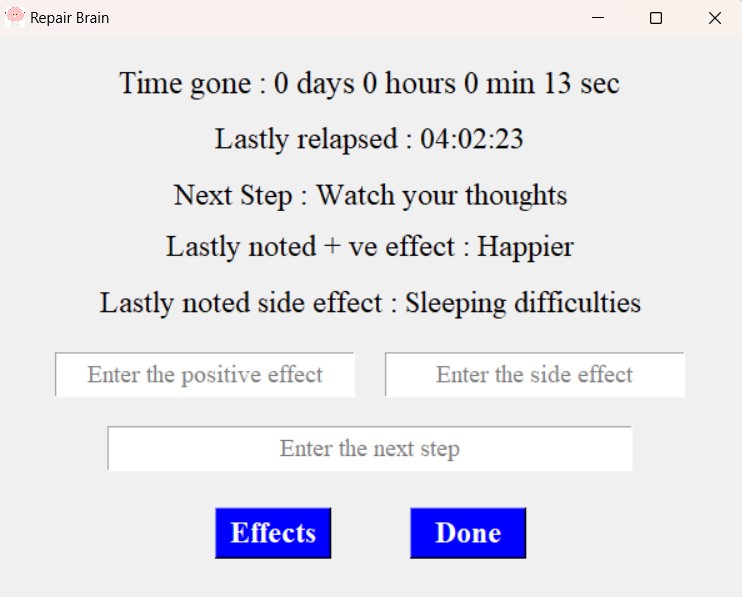 Repair Brain
Time gone : 0 days 0 hours 0 min 13 sec
Lastly relapsed : 04:02:23
Next Step : Watch your thoughts
Lastly noted + ve effect : Happier
Lastly noted side effect : Sleeping difficulties
Enter the positive effect
Enter the side effect
Enter the next step
Effects
Done